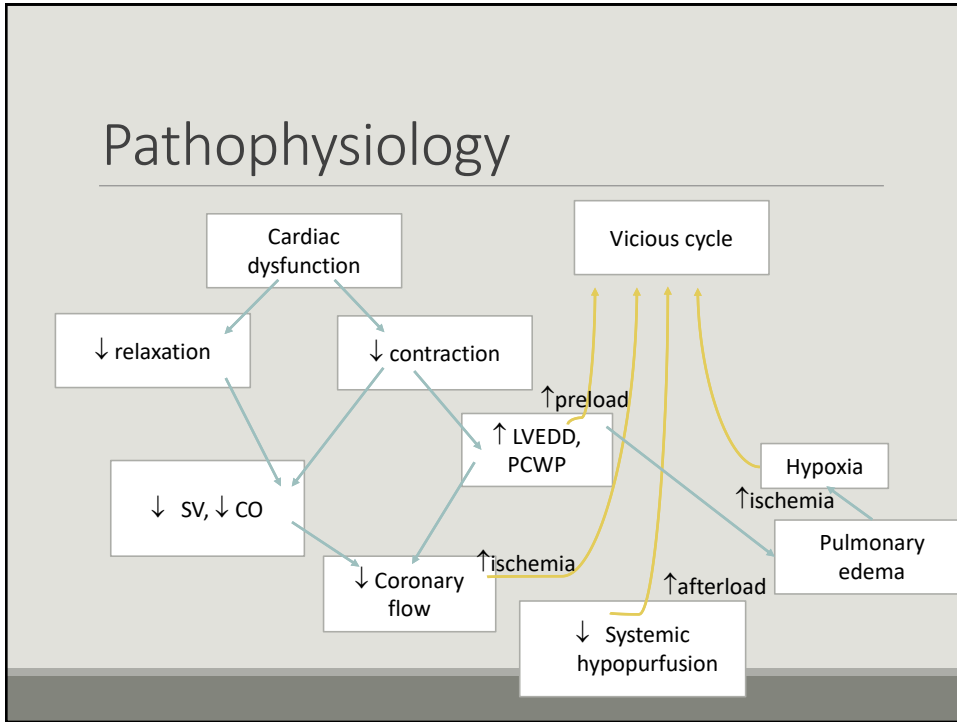 Pathophysiology
Cardiac
dysfunction
Vicious cycle
↓ relaxation
↓ contraction
↑preload
↑ LVEDD,
PCWP
Hypoxia
↑ischemia
↓ SV, ↓ CO
Pulmonary
edema
↑ischemia
↓ Coronary
flow
↑afterload
↓ Systemic
hypopurfusion